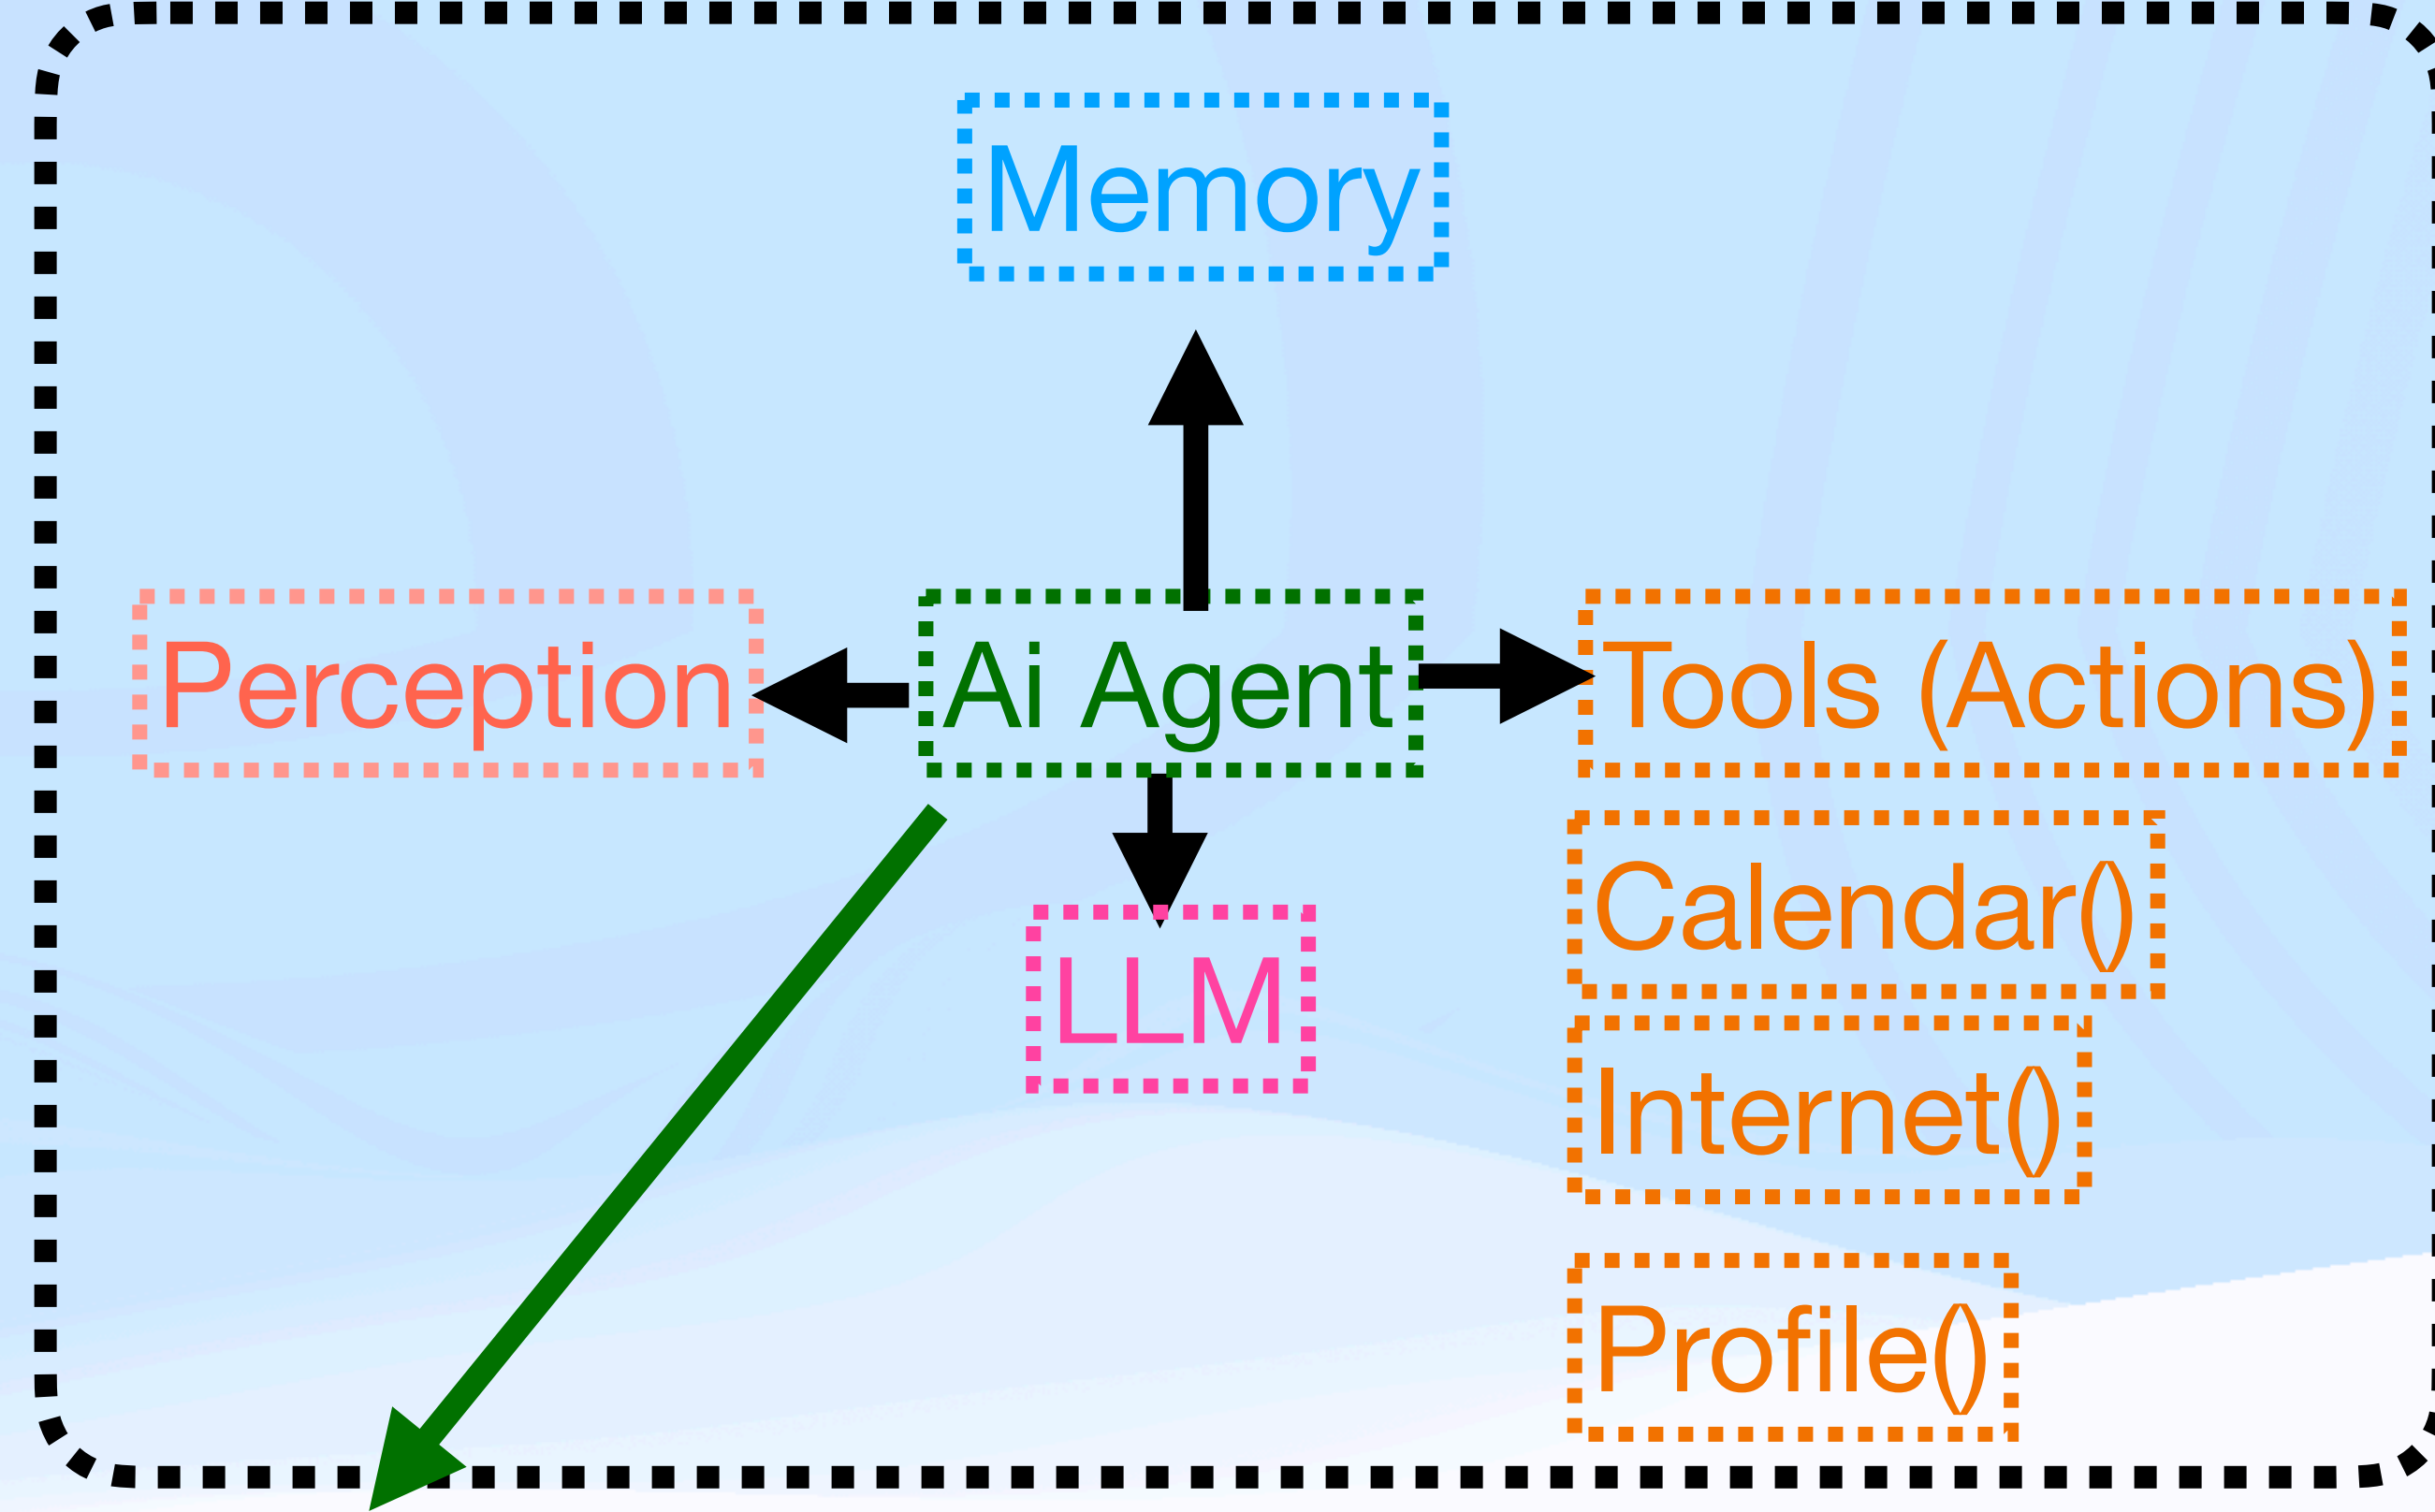 Memory
Perception
Ai Agent
Tools (Actions)
Calendar()
LLM
Internet()
Profile()